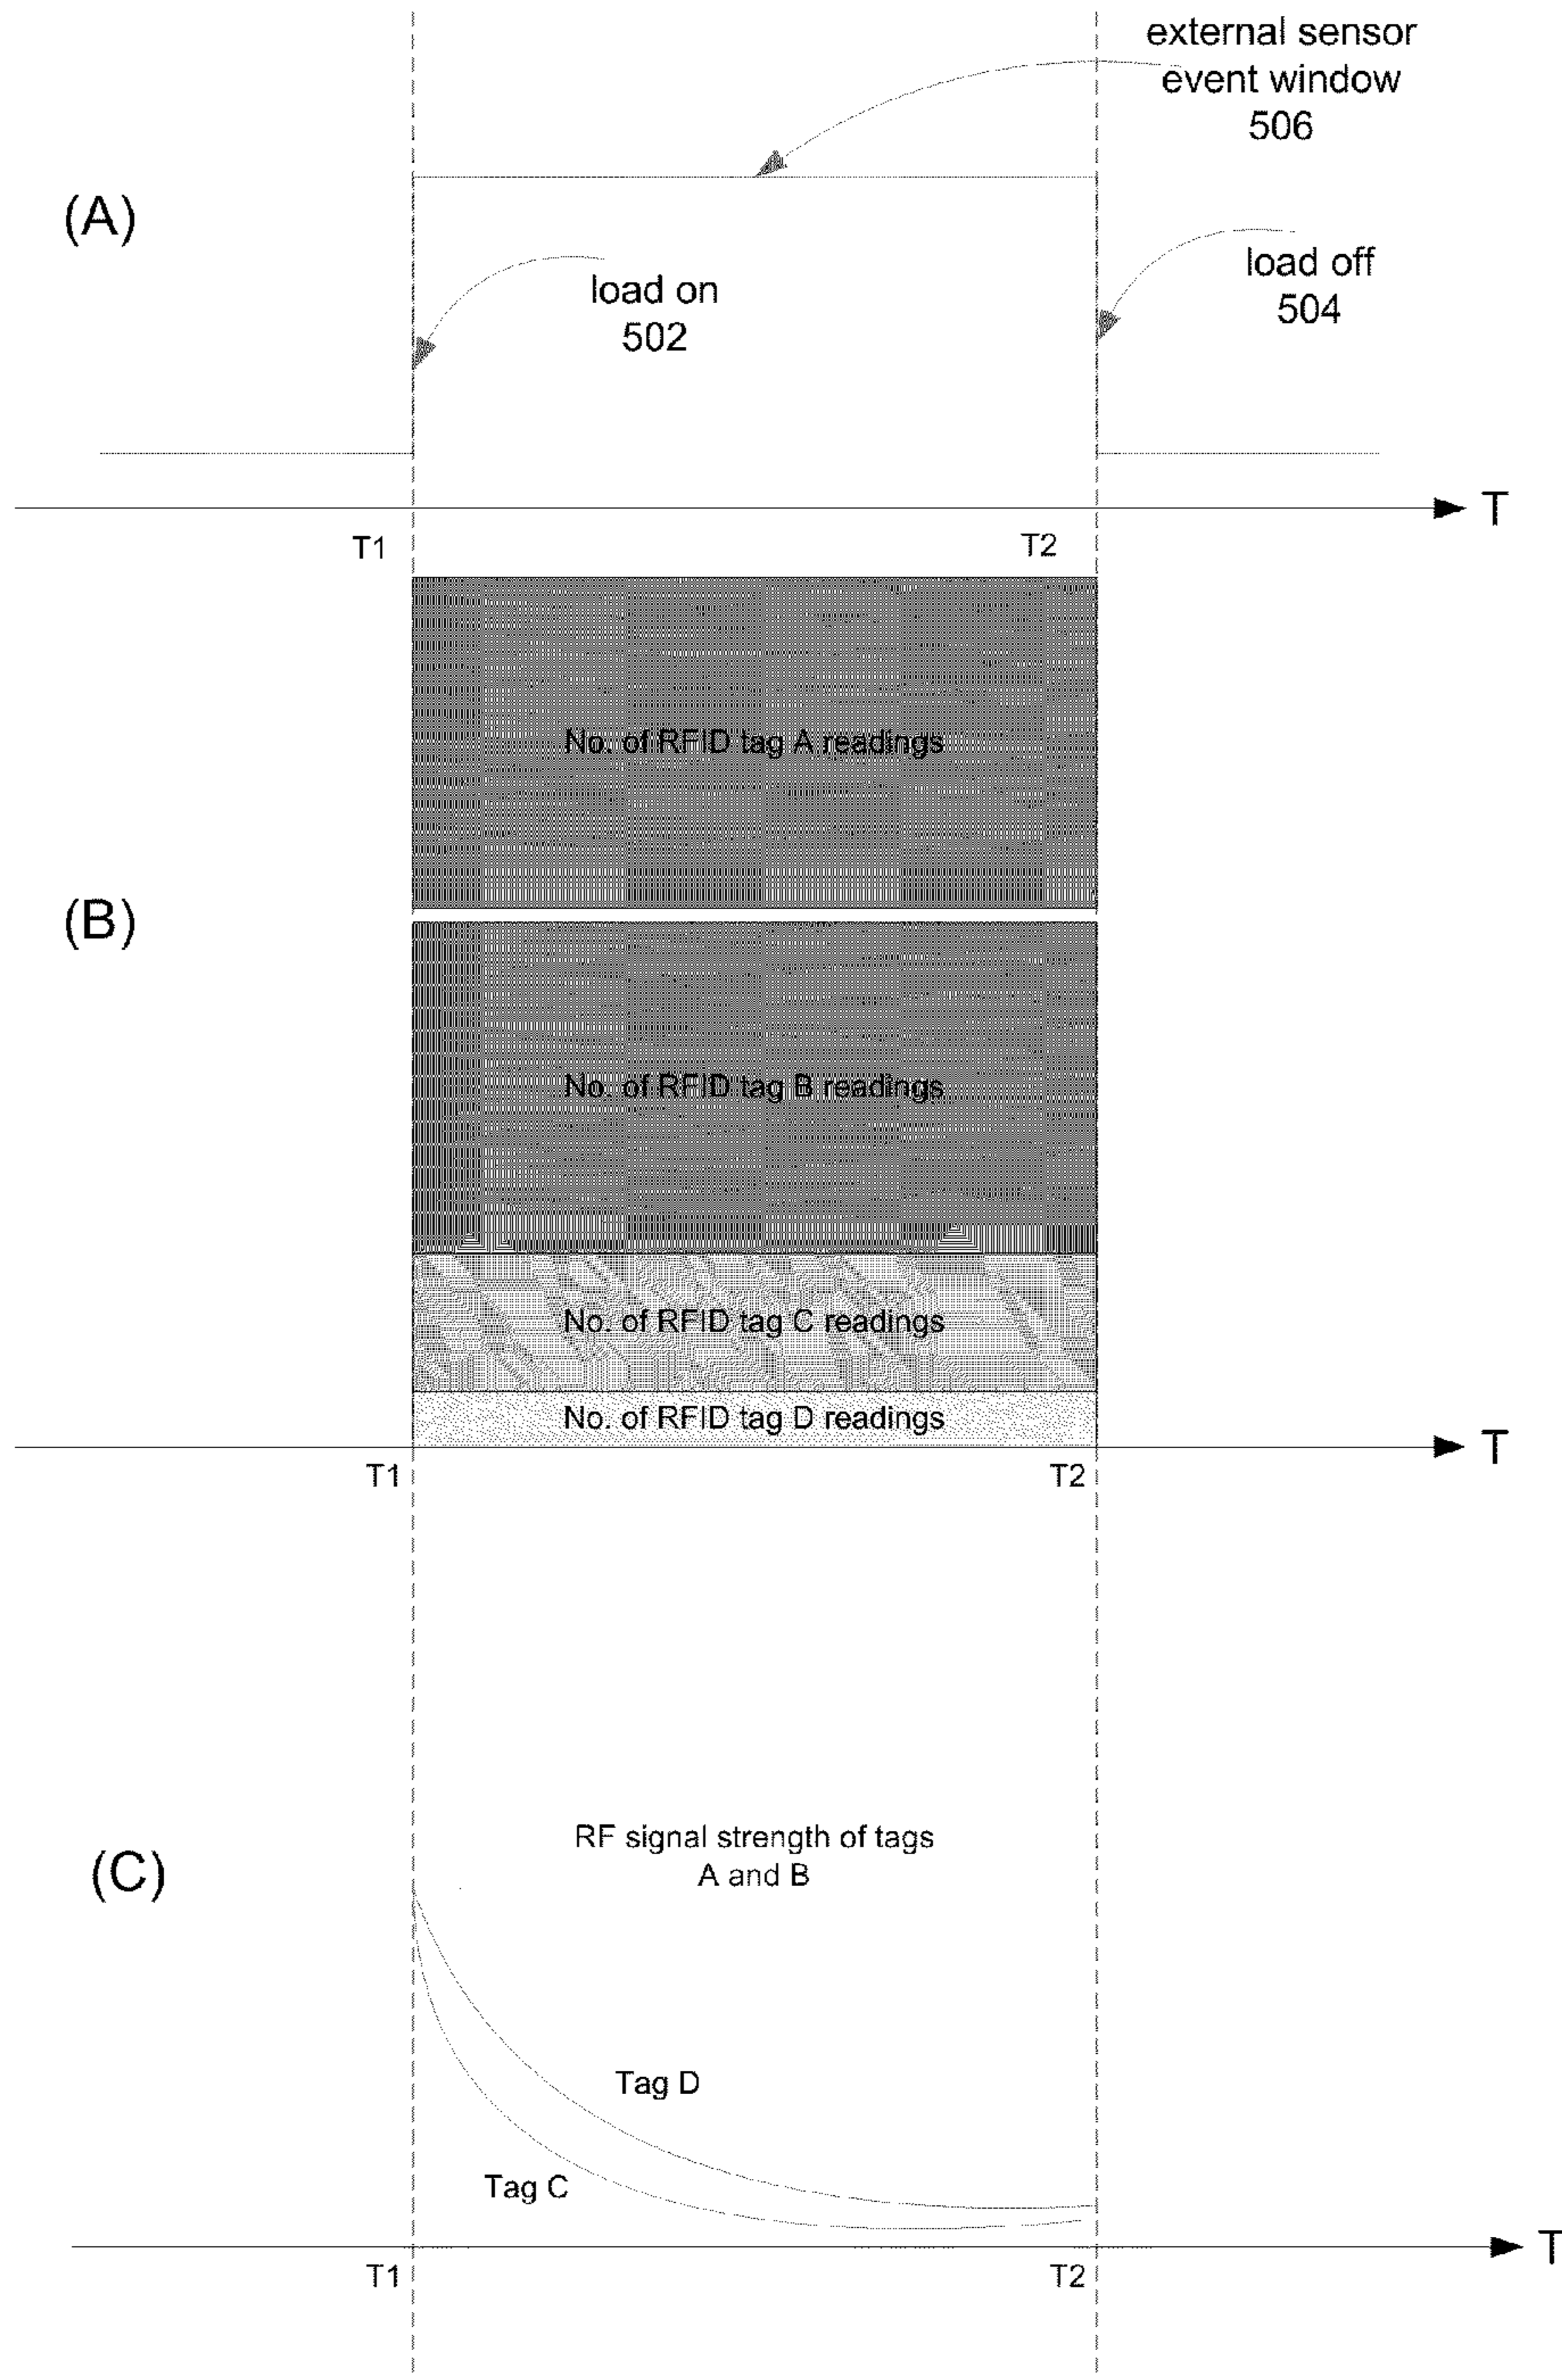 external sensor
event window
506
(A)
load on
502
load off
504
T
T1
T2
No. of RFID tag A readings
(B)
No. of RFID tag B readings
No. of RFID tag C readings
No. of RFID tag D readings
T
T1
T2
RF signal strength of tags
A and B
(C)
Tag D
Tag C
T
T1
T2